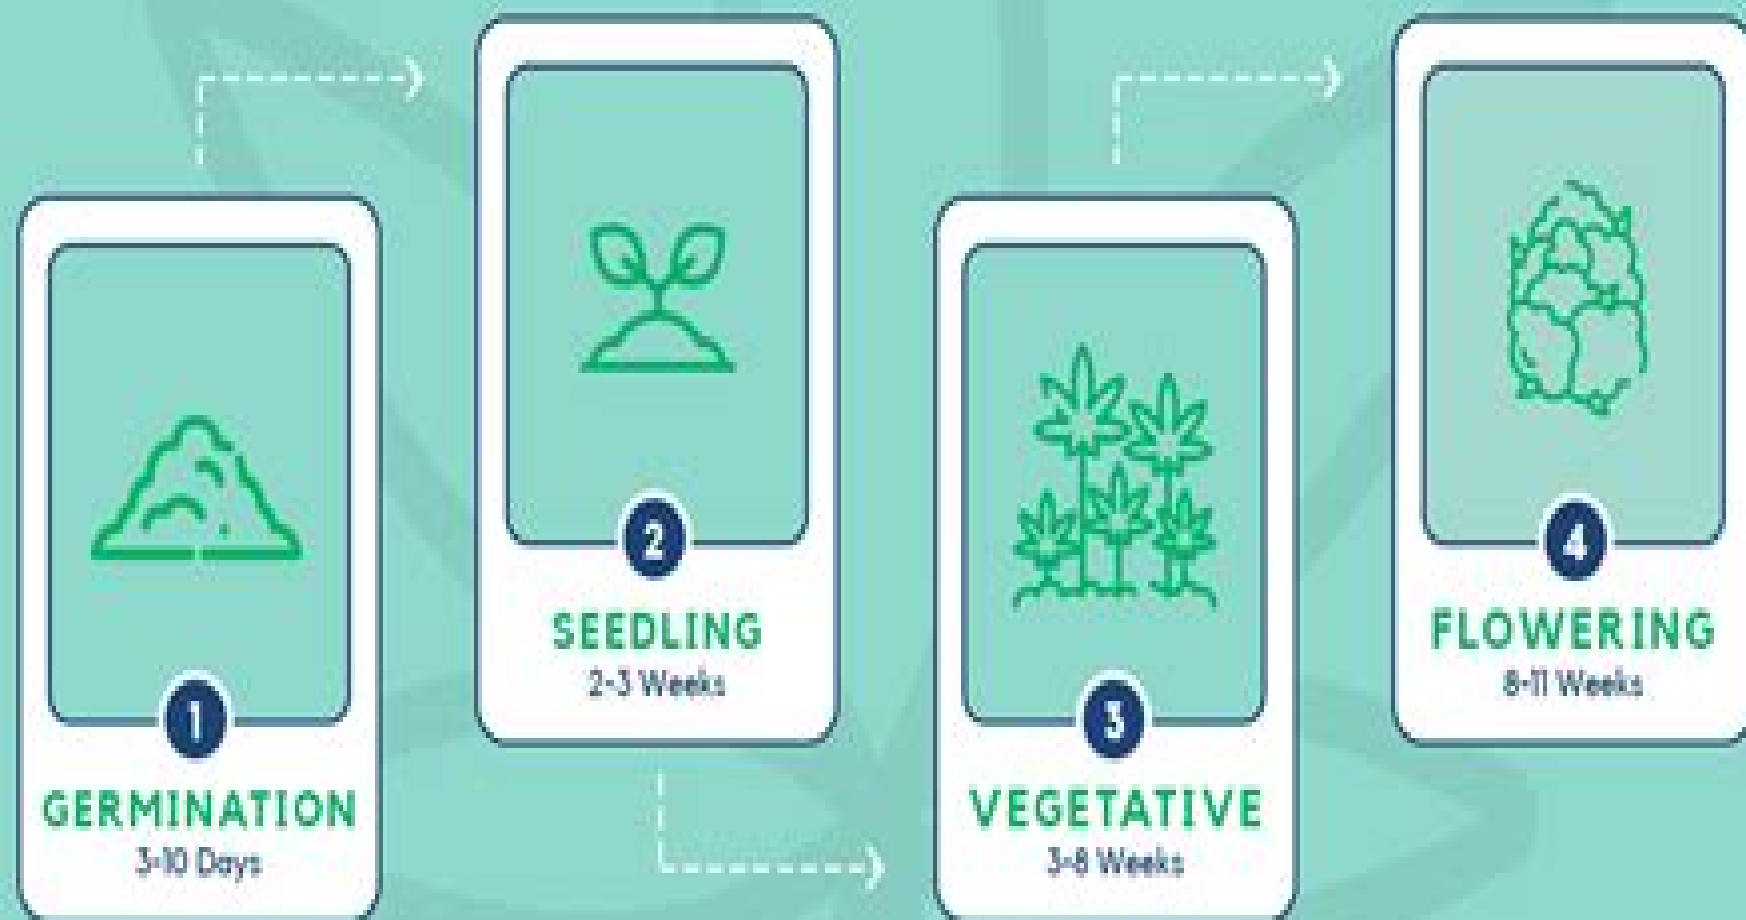 1
GERMINATION
3-10 Days
2
SEEDLING
2-3 Weeks
3
VEGETATIVE
3-8 Weeks
4
FLOWERING
8-11 Weeks